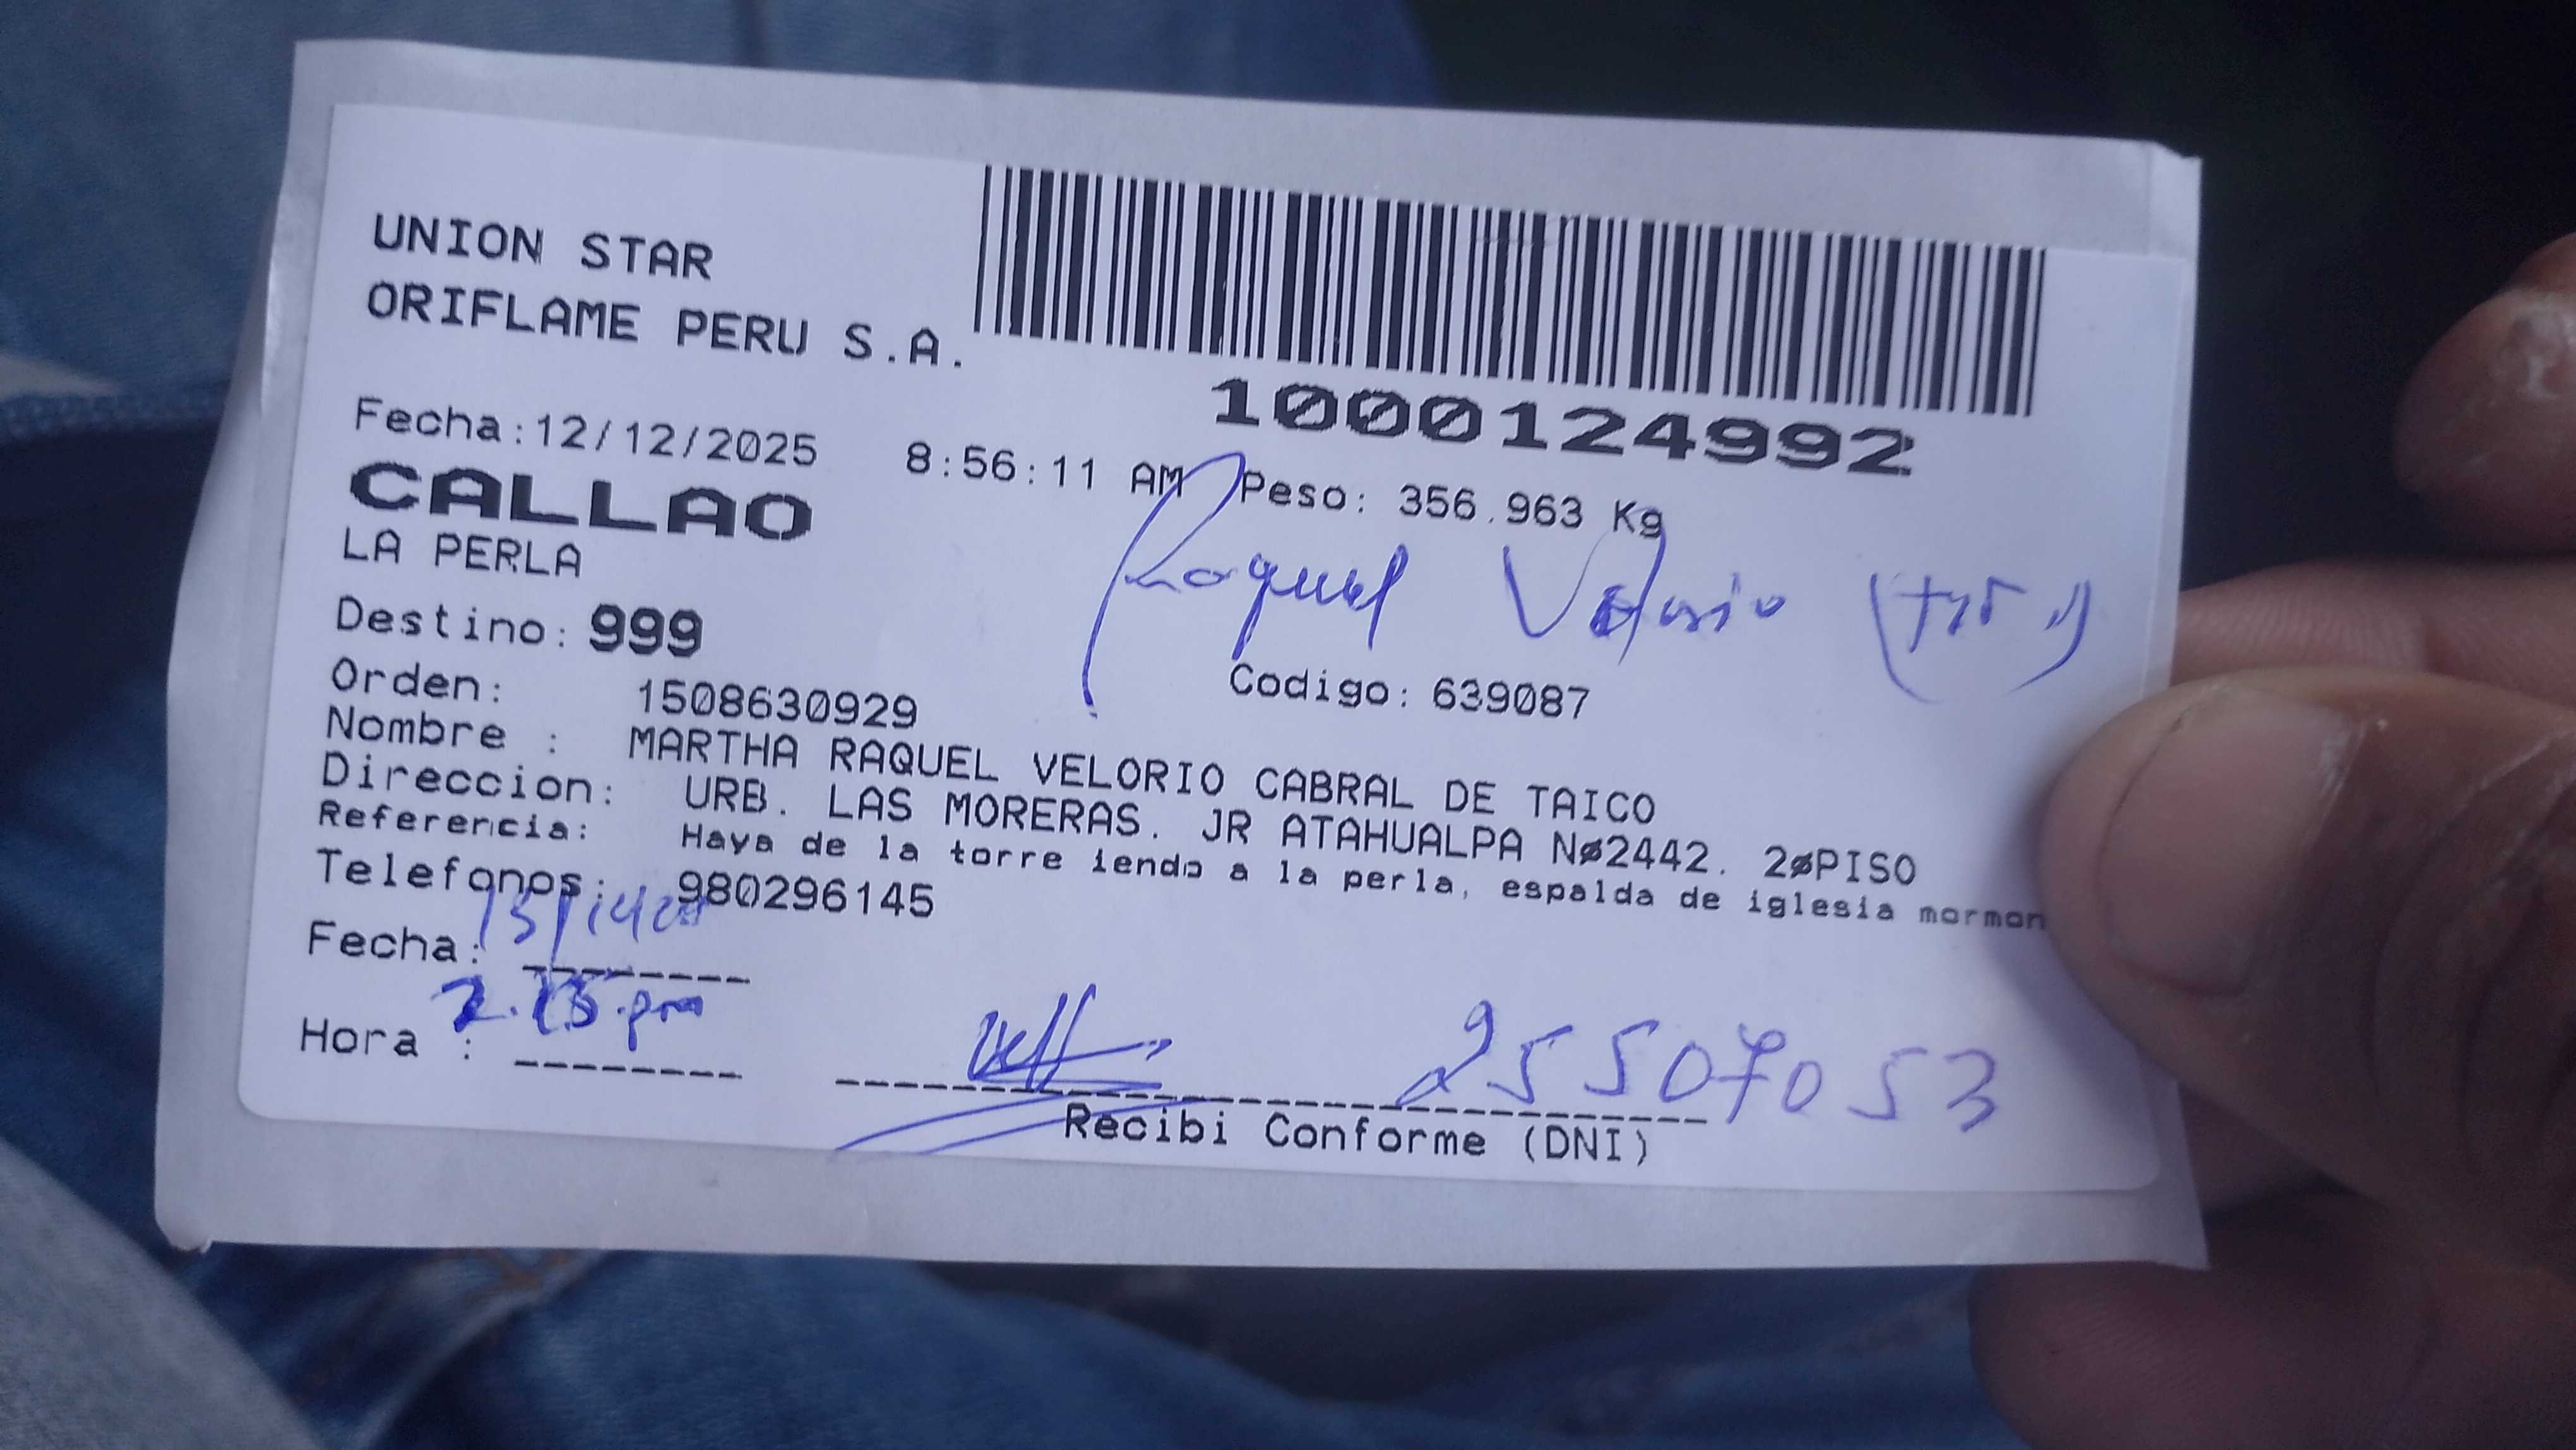 UNION STAR
ORIFLAME PERU S.A.
1000124992
Fecha:12/12/2025 8:56:11 AM Peso: 356.963 Kg
CALLAO
LA PERLA
Raquel Velorio
Destino: 999
Orden: 1508630929 Codigo: 639087
Nombre : MARTHA RAQUEL VELORIO CABRAL DE TAICO
Direccion: URB. LAS MORERAS. JR ATAHUALPA Nø2442. 2øPISO
Referencia: Haya de la torre iendo a la perla, espalda de iglesia mormon
Telefonos: 980296145
Fecha:
Hora : pm
25507053
Recibi Conforme (DNI)